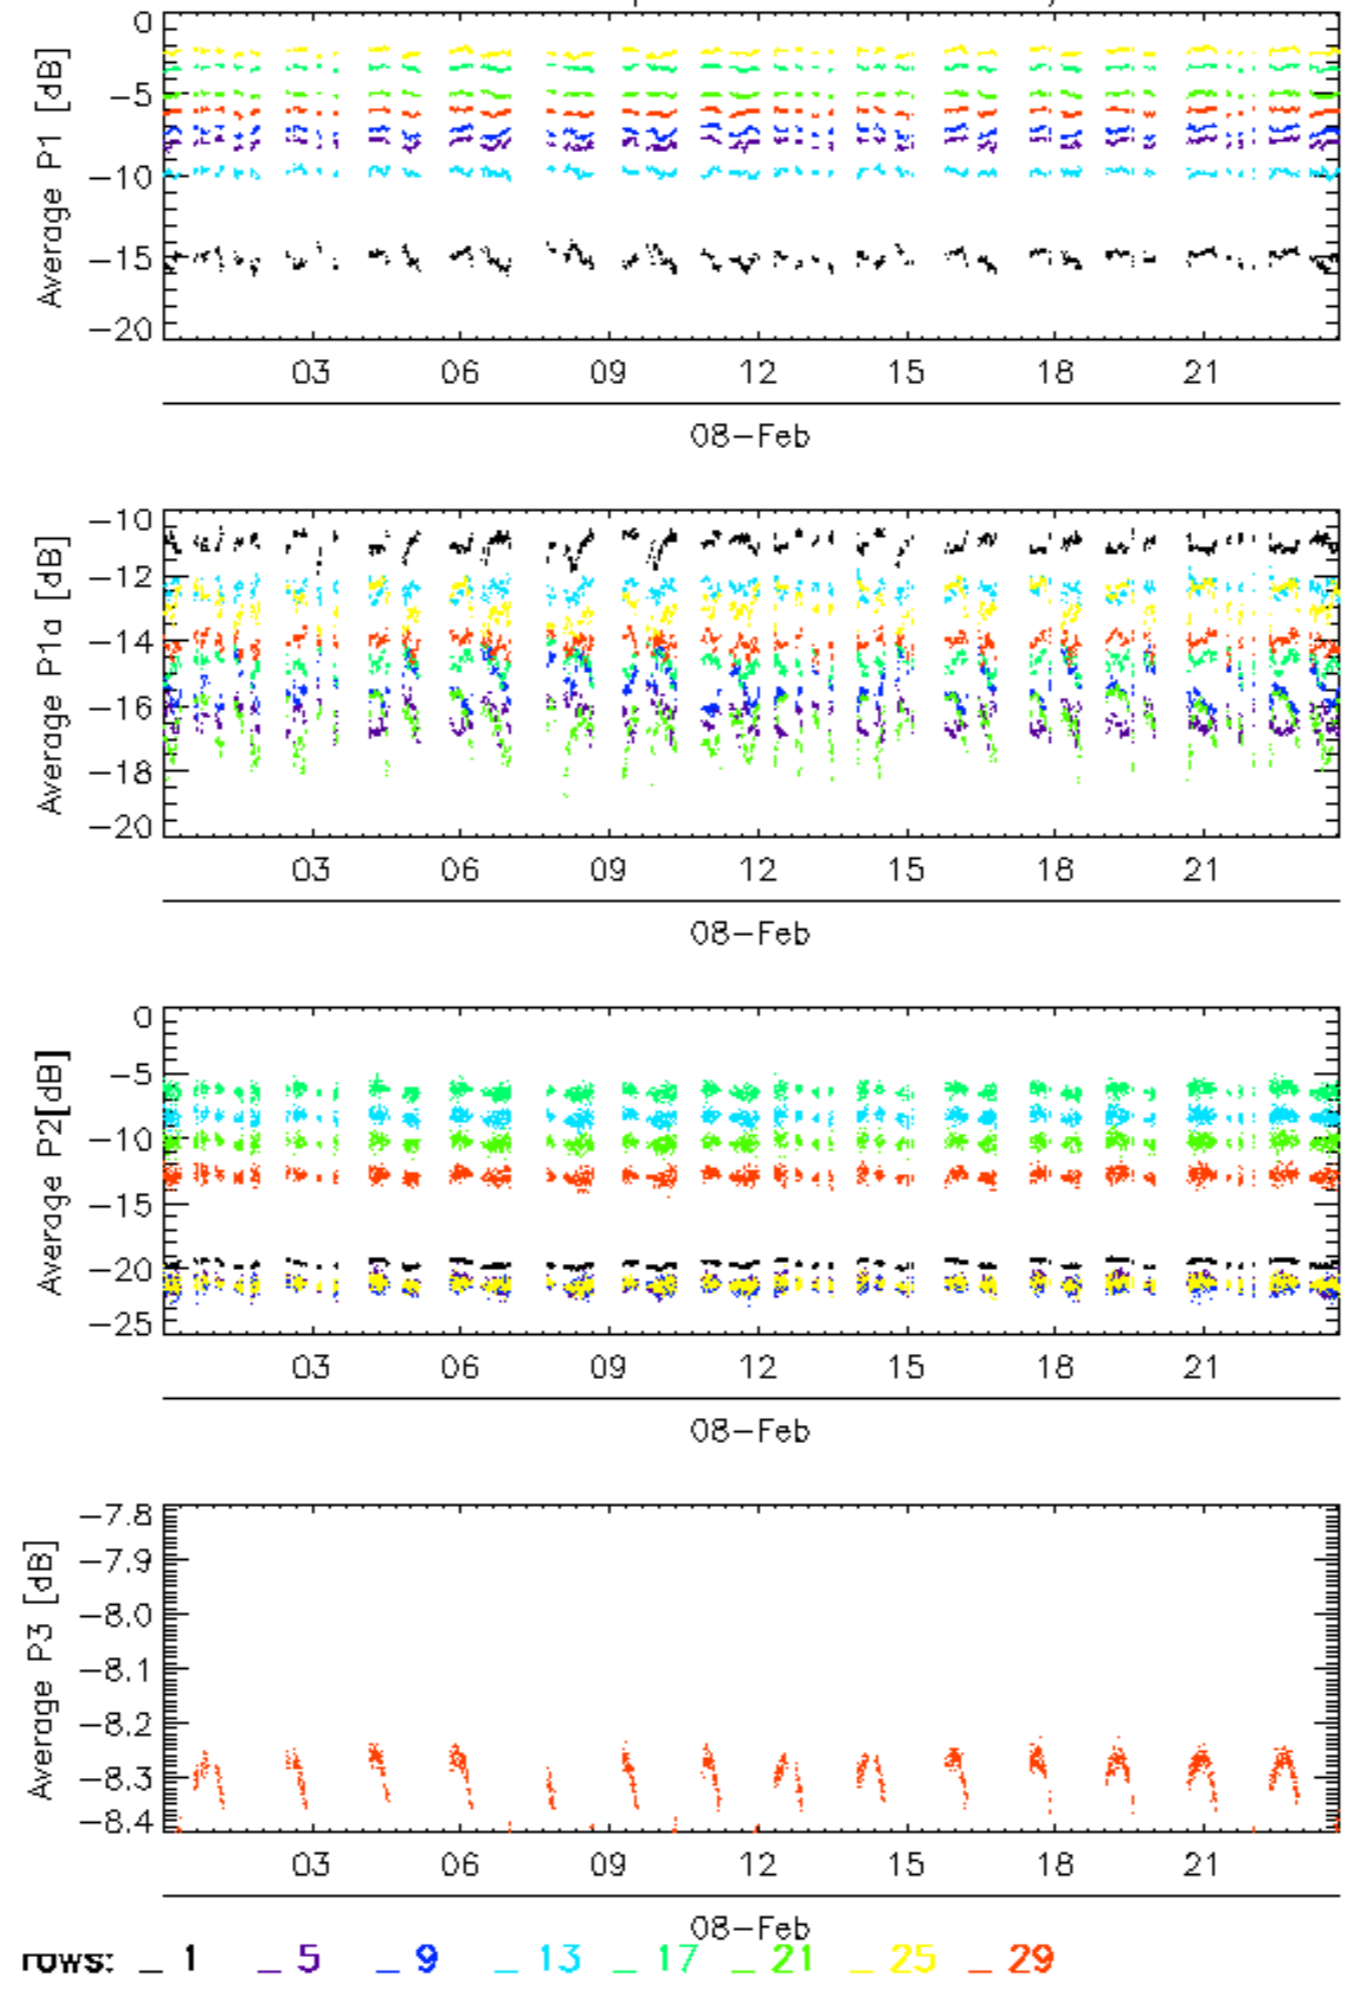 0
−5
−10
−15
−20
Average P1 [dB]
03 06 09 12 15 18 21
08−Feb
−10
−12
−14
−16
−18
−20
Average P1a [dB]
03 06 09 12 15 18 21
08−Feb
0
−5
−10
−15
−20
−25
Average P2[dB]
03 06 09 12 15 18 21
08−Feb
−7.8
−7.9
−8.0
−8.1
−8.2
−8.3
−8.4
Average P3 [dB]
03 06 09 12 15 18 21
08−Feb
rows: _ 1 _ 5 _ 9 _ 13 _ 17 _ 21 _ 25 _ 29